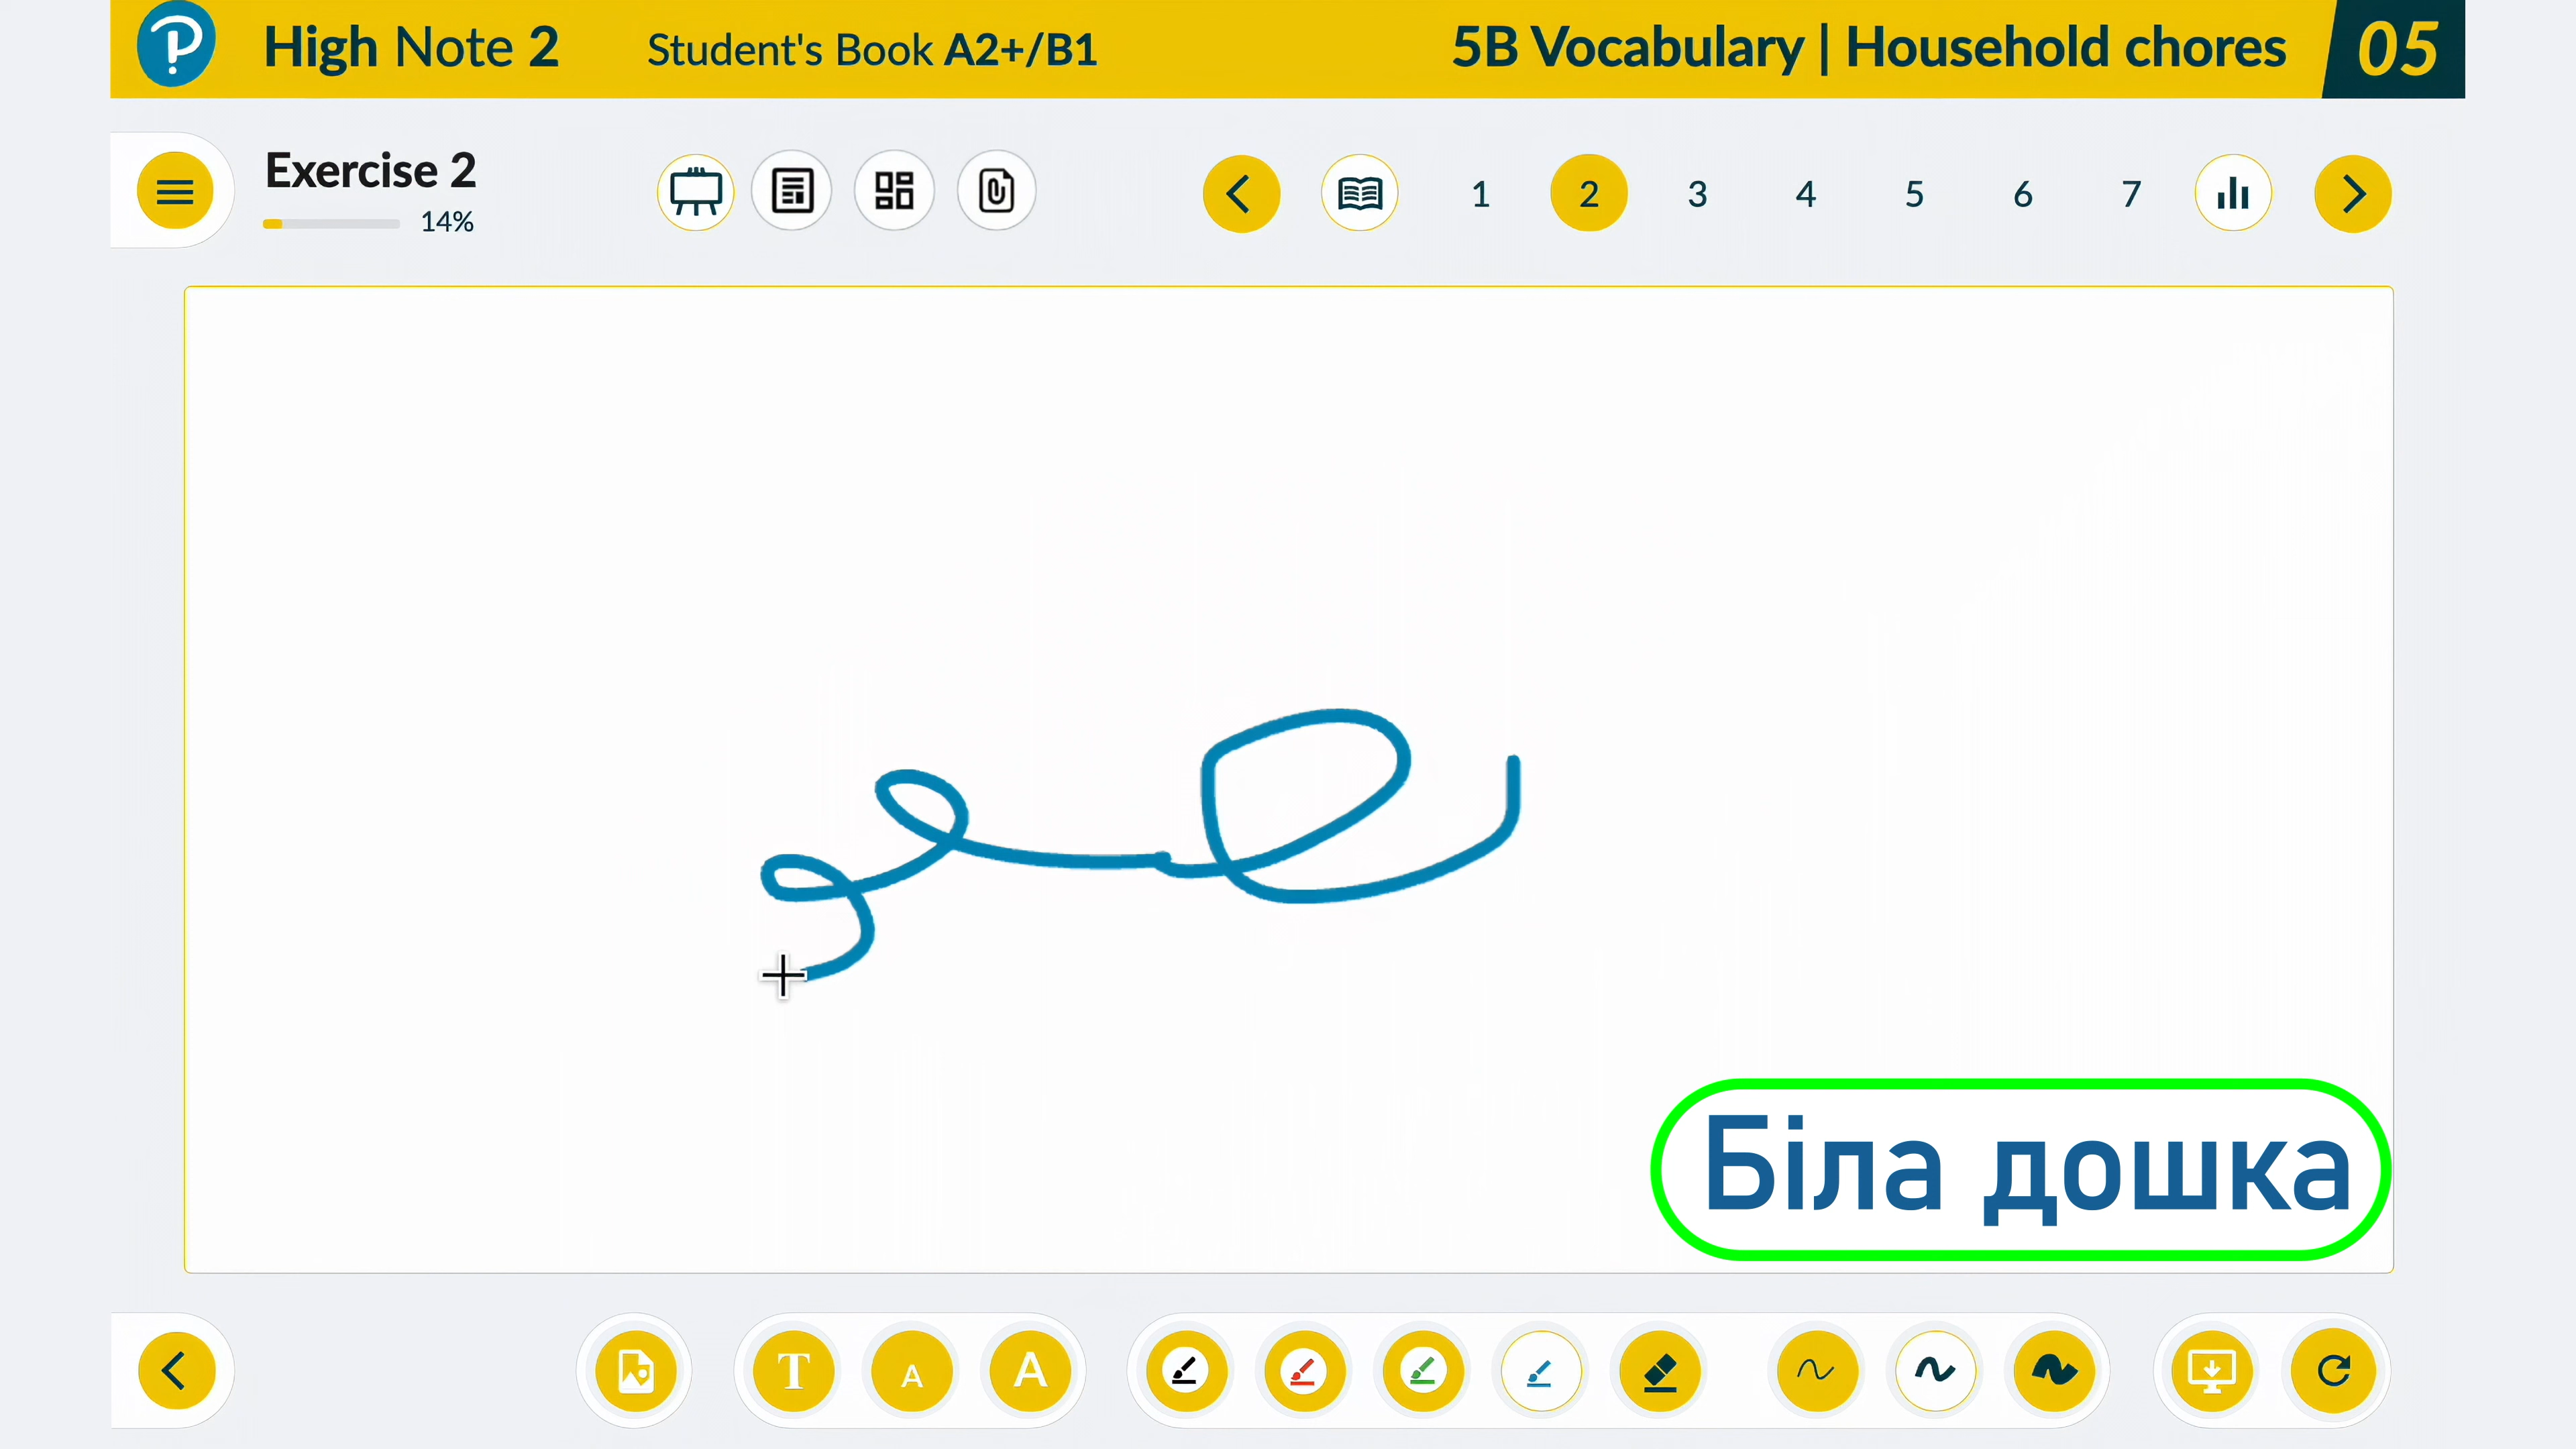 High Note 2
Student's Book A2+/B1
5B Vocabulary | Household chores
05
Exercise 2
14%
1 2 3 4 5 6 7
Біла дошка
T A A